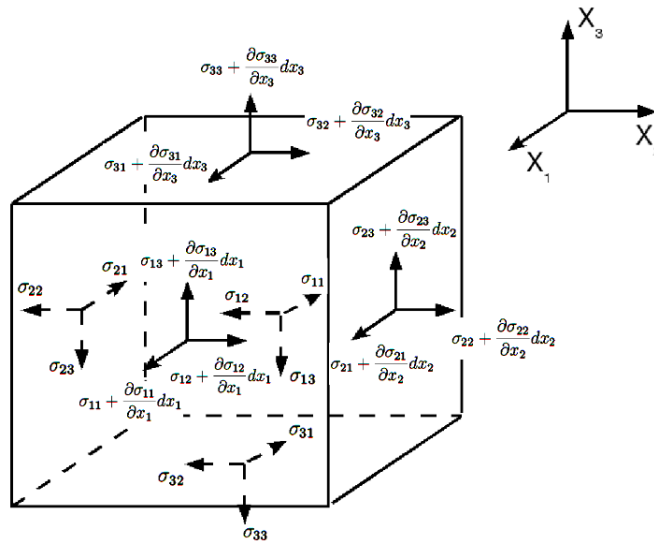 X₃
σ₃₃ + ∂σ₃₃/∂x₃ dx₃
σ₃₂ + ∂σ₃₂/∂x₃ dx₃
X
σ₃₁ + ∂σ₃₁/∂x₃ dx₃
X₁
σ₂₃ + ∂σ₂₃/∂x₂ dx₂
σ₁₃ + ∂σ₁₃/∂x₁ dx₁
σ₂₁
σ₁₁
σ₂₂
σ₁₂
σ₂₂ + ∂σ₂₂/∂x₂ dx₂
σ₂₃
σ₁₂ + ∂σ₁₂/∂x₁ dx₁
σ₁₃
σ₂₁ + ∂σ₂₁/∂x₂ dx₂
σ₁₁ + ∂σ₁₁/∂x₁ dx₁
σ₃₁
σ₃₂
σ₃₃